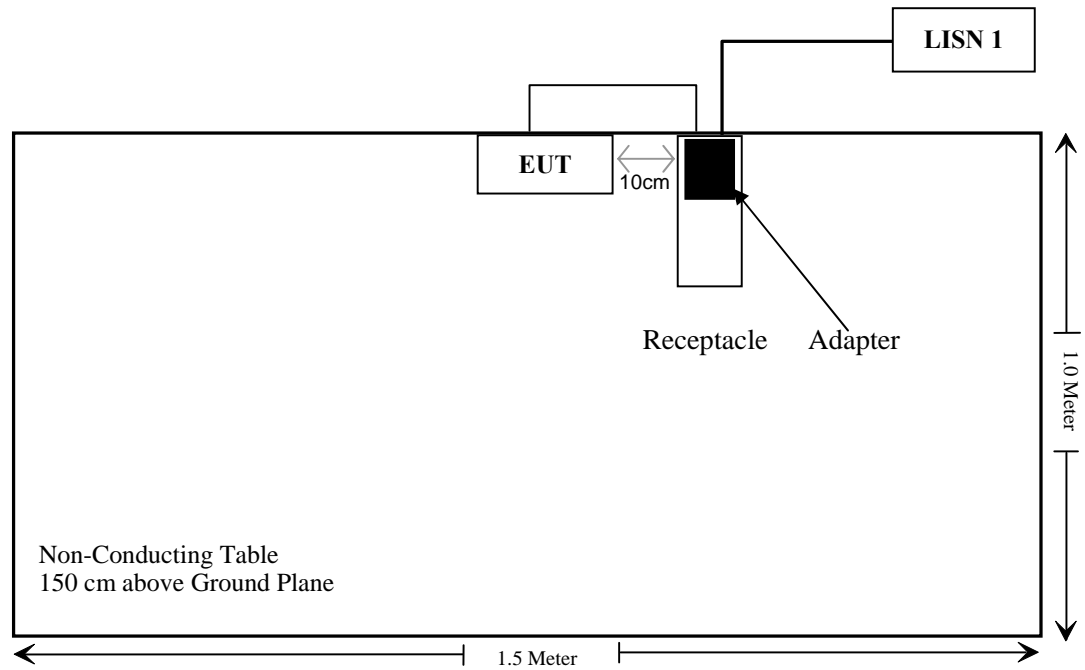 LISN 1
EUT
10cm
Receptacle
Adapter
1.0 Meter
Non-Conducting Table
150 cm above Ground Plane
1.5 Meter